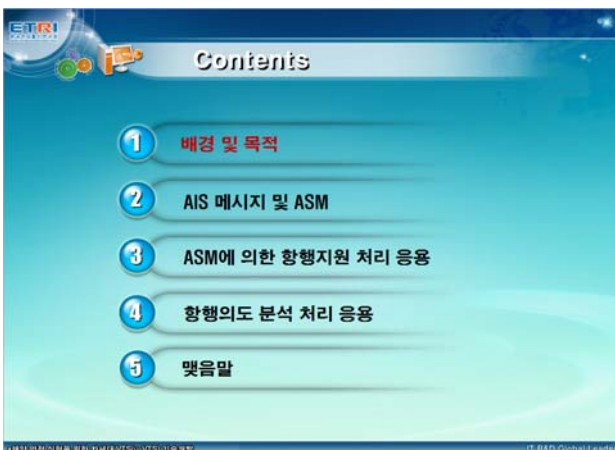 ETRI
Contents
1 배경 및 목적
2 AIS 메시지 및 ASM
3 ASM에 의한 항행지원 처리 응용
4 항행의도 분석 처리 응용
5 맺음말
IT R&D Global Leader